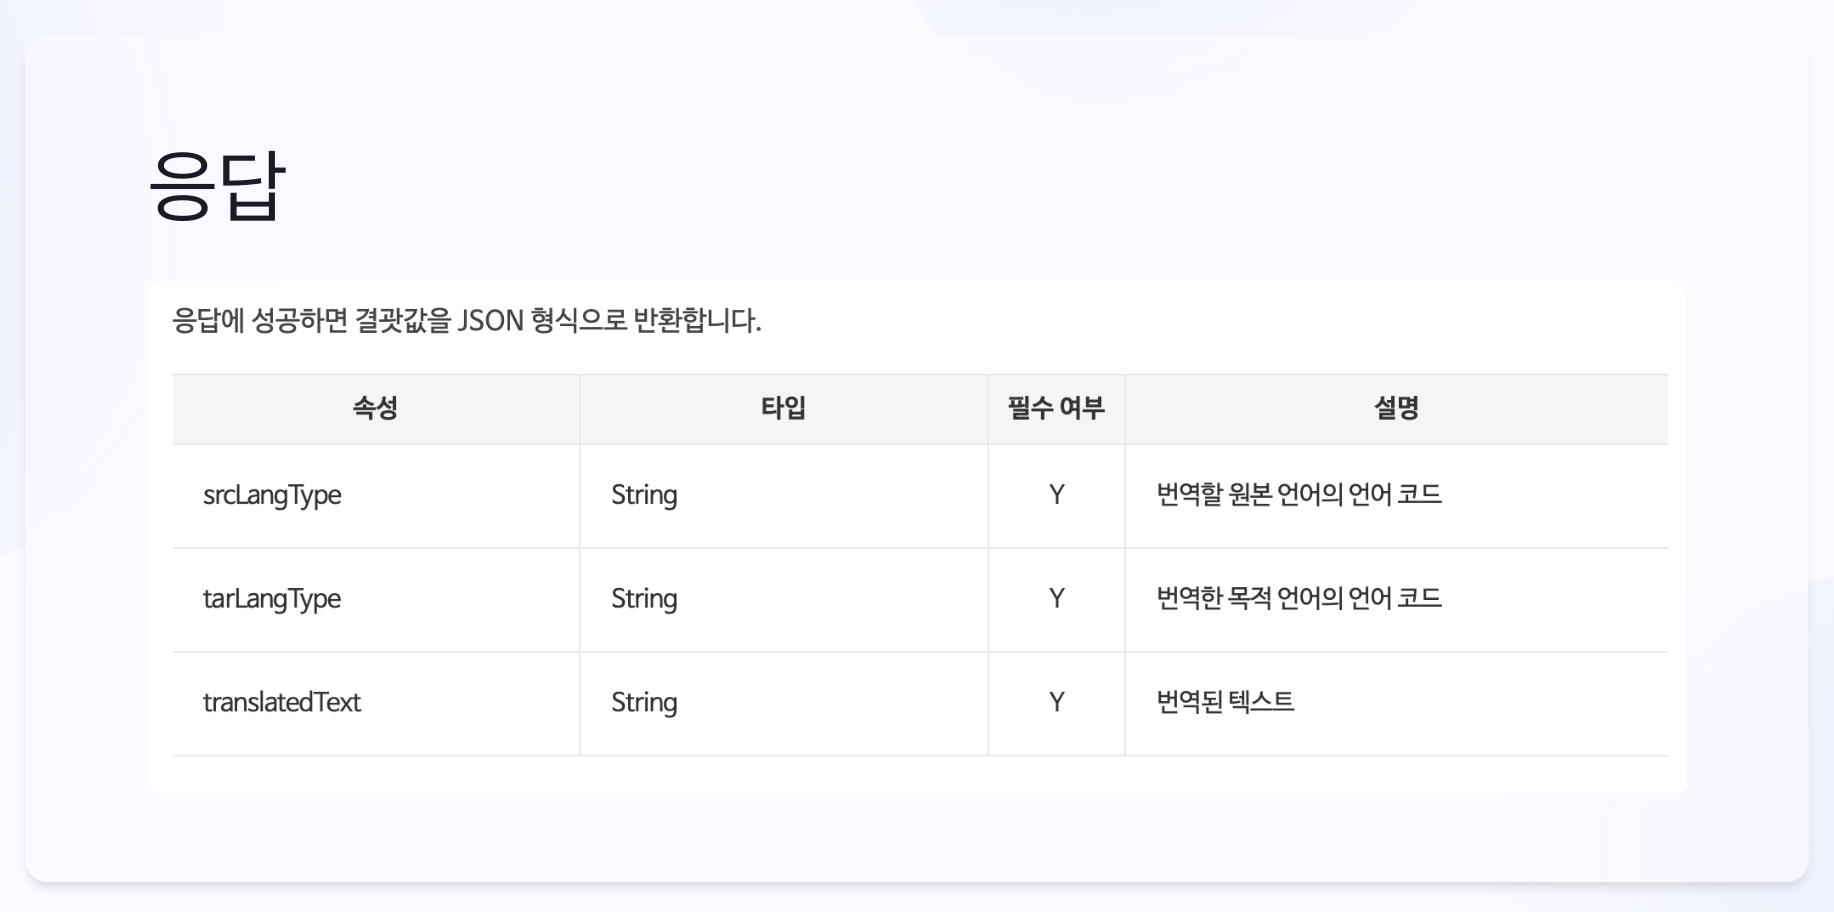 응답
응답에 성공하면 결괏값을 JSON 형식으로 반환합니다.
속성 타입 필수 여부 설명
srcLangType String Y 번역할 원본 언어의 언어 코드
tarLangType String Y 번역한 목적 언어의 언어 코드
translatedText String Y 번역된 텍스트